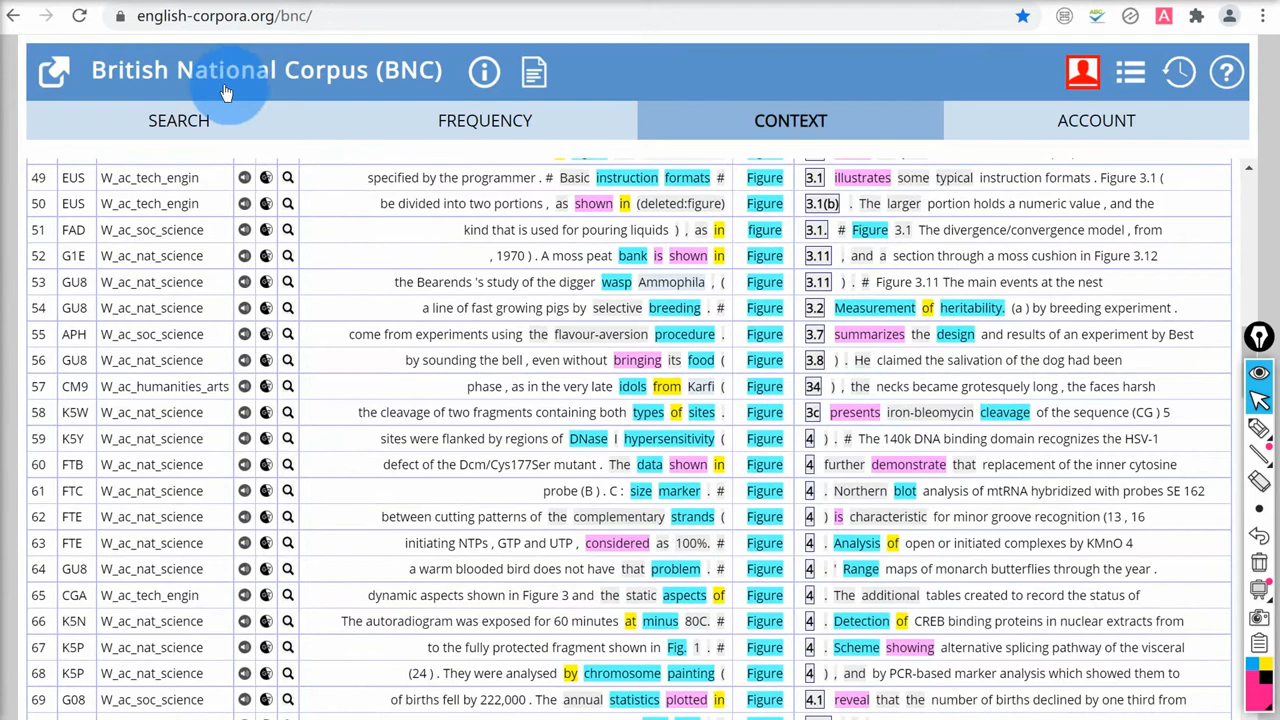 english-corpora.org/bnc/
British National Corpus (BNC)
SEARCH FREQUENCY CONTEXT ACCOUNT
49 EUS W_ac_tech_engin specified by the programmer . # Basic instruction formats # Figure 3.1 illustrates some typical instruction formats . Figure 3.1 (
50 EUS W_ac_tech_engin be divided into two portions , as shown in (deleted:figure) Figure 3.1(b) . The larger portion holds a numeric value , and the
51 FAD W_ac_soc_science kind that is used for pouring liquids ) , as in figure 3.1. # Figure 3.1 The divergence/convergence model , from
52 G1E W_ac_nat_science , 1970 ) . A moss peat bank is shown in Figure 3.11 , and a section through a moss cushion in Figure 3.12
53 GU8 W_ac_nat_science the Bearends 's study of the digger wasp Ammophila , ( Figure 3.11 ) . # Figure 3.11 The main events at the nest
54 GU8 W_ac_nat_science a line of fast growing pigs by selective breeding . # Figure 3.2 Measurement of heritability. (a ) by breeding experiment .
55 APH W_ac_soc_science come from experiments using the flavour-aversion procedure . Figure 3.7 summarizes the design and results of an experiment by Best
56 GU8 W_ac_nat_science by sounding the bell , even without bringing its food ( Figure 3.8 ) . He claimed the salivation of the dog had been
57 CM9 W_ac_humanities_arts phase , as in the very late idols from Karfi ( Figure 34 ) , the necks became grotesquely long , the faces harsh
58 K5W W_ac_nat_science the cleavage of two fragments containing both types of sites . Figure 3c presents iron-bleomycin cleavage of the sequence (CG ) 5
59 K5Y W_ac_nat_science sites were flanked by regions of DNase I hypersensitivity ( Figure 4 ) . # The 140k DNA binding domain recognizes the HSV-1
60 FTB W_ac_nat_science defect of the Dcm/Cys177Ser mutant . The data shown in Figure 4 further demonstrate that replacement of the inner cytosine
61 FTC W_ac_nat_science probe (B ) . C : size marker . # Figure 4 . Northern blot analysis of mtRNA hybridized with probes SE 162
62 FTE W_ac_nat_science between cutting patterns of the complementary strands ( Figure 4 ) is characteristic for minor groove recognition (13 , 16
63 FTE W_ac_nat_science initiating NTPs , GTP and UTP , considered as 100%. # Figure 4 . Analysis of open or initiated complexes by KMnO 4
64 GU8 W_ac_nat_science a warm blooded bird does not have that problem . # Figure 4 . ' Range maps of monarch butterflies through the year .
65 CGA W_ac_tech_engin dynamic aspects shown in Figure 3 and the static aspects of Figure 4 . The additional tables created to record the status of
66 K5N W_ac_nat_science The autoradiogram was exposed for 60 minutes at minus 80C. # Figure 4 . Detection of CREB binding proteins in nuclear extracts from
67 K5P W_ac_nat_science to the fully protected fragment shown in Fig. 1 . # Figure 4 . Scheme showing alternative splicing pathway of the visceral
68 K5P W_ac_nat_science (24 ) . They were analysed by chromosome painting ( Figure 4 ) , and by PCR-based marker analysis which showed them to
69 G08 W_ac_nat_science of births fell by 222,000 . The annual statistics plotted in Figure 4.1 reveal that the number of births declined by one third from